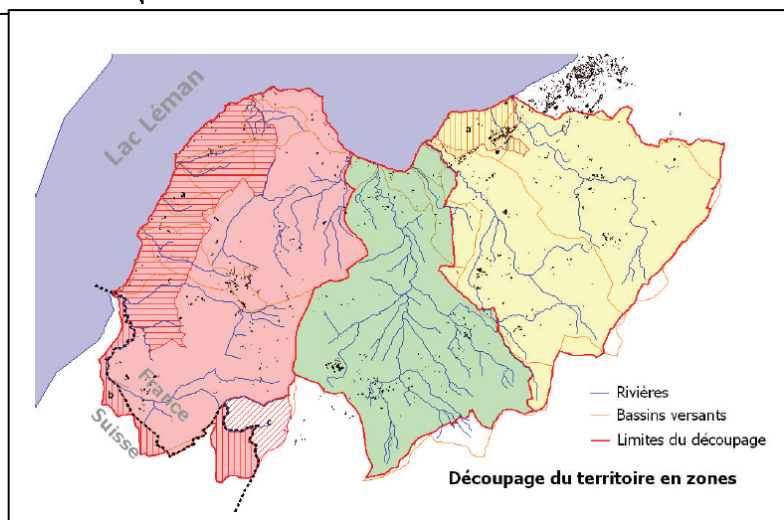 Lac Léman
a
a
France
Suisse
b
c
Rivières
Bassins versants
Limites du découpage
Découpage du territoire en zones